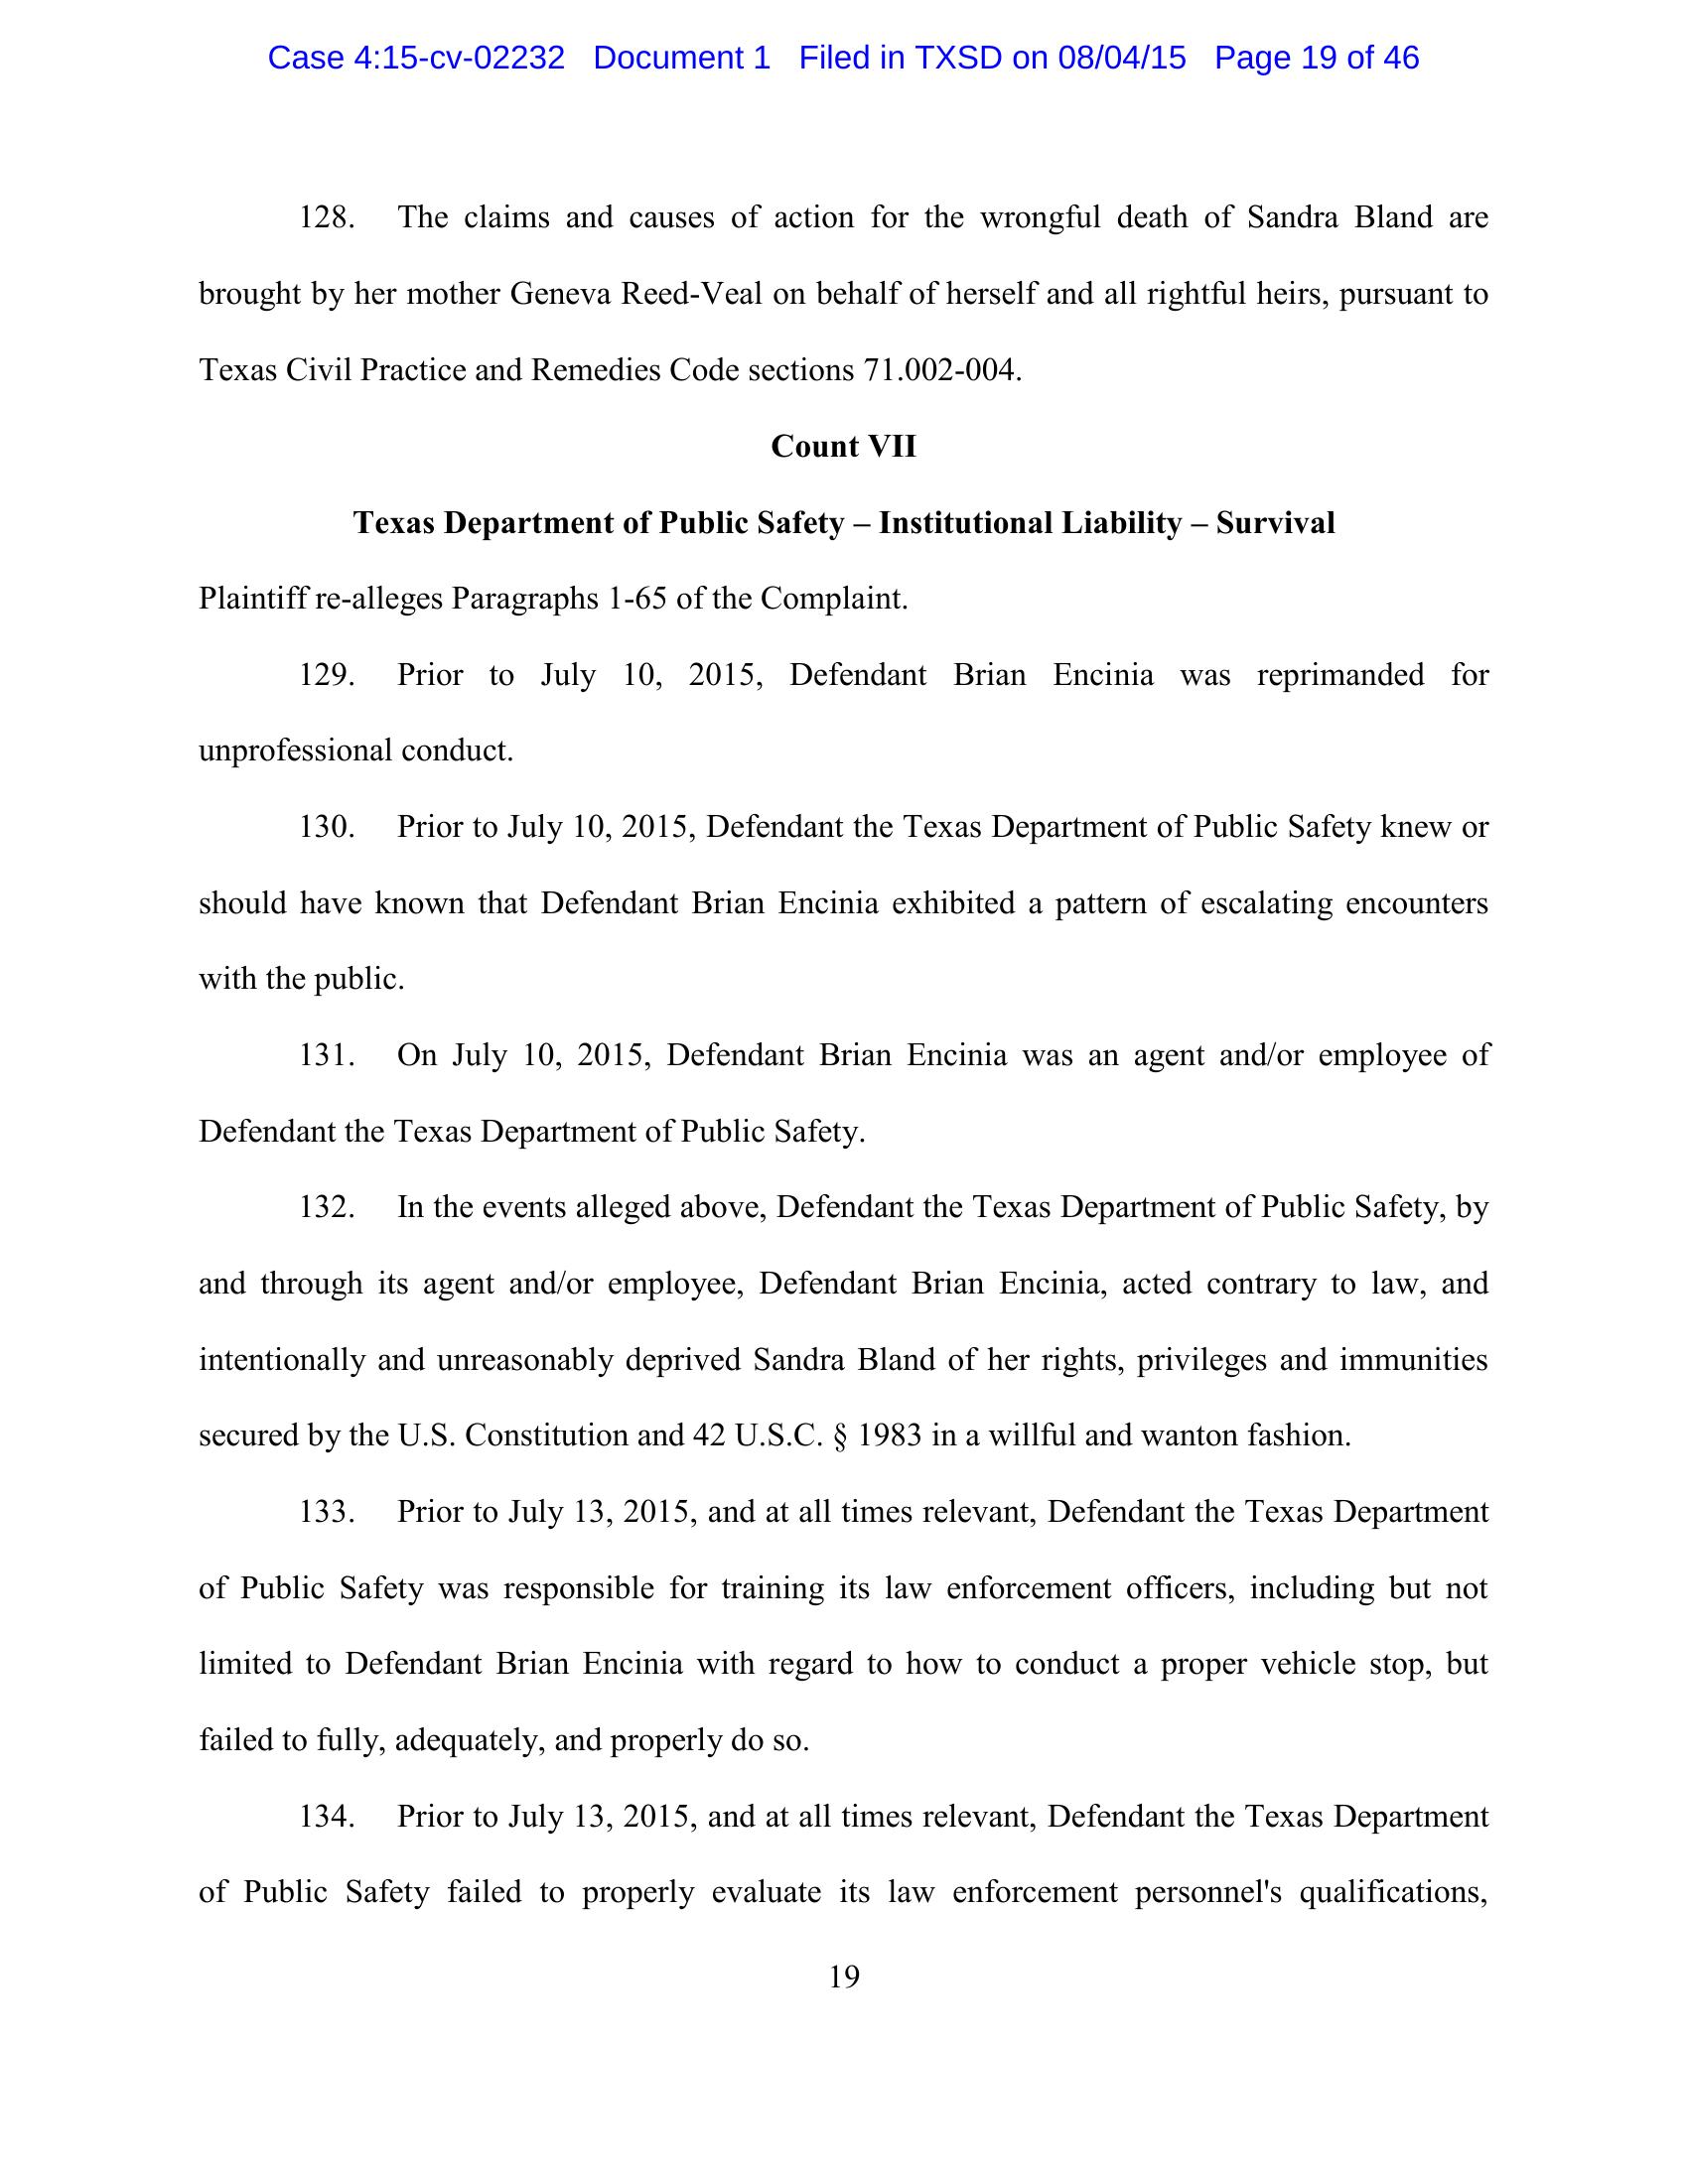 Case 4:15-cv-02232 Document 1 Filed in TXSD on 08/04/15 Page 19 of 46
128. The claims and causes of action for the wrongful death of Sandra Bland are
brought by her mother Geneva Reed-Veal on behalf of herself and all rightful heirs, pursuant to
Texas Civil Practice and Remedies Code sections 71.002-004.
Count VII
Texas Department of Public Safety – Institutional Liability – Survival
Plaintiff re-alleges Paragraphs 1-65 of the Complaint.
129. Prior to July 10, 2015, Defendant Brian Encinia was reprimanded for
unprofessional conduct.
130. Prior to July 10, 2015, Defendant the Texas Department of Public Safety knew or
should have known that Defendant Brian Encinia exhibited a pattern of escalating encounters
with the public.
131. On July 10, 2015, Defendant Brian Encinia was an agent and/or employee of
Defendant the Texas Department of Public Safety.
132. In the events alleged above, Defendant the Texas Department of Public Safety, by
and through its agent and/or employee, Defendant Brian Encinia, acted contrary to law, and
intentionally and unreasonably deprived Sandra Bland of her rights, privileges and immunities
secured by the U.S. Constitution and 42 U.S.C. § 1983 in a willful and wanton fashion.
133. Prior to July 13, 2015, and at all times relevant, Defendant the Texas Department
of Public Safety was responsible for training its law enforcement officers, including but not
limited to Defendant Brian Encinia with regard to how to conduct a proper vehicle stop, but
failed to fully, adequately, and properly do so.
134. Prior to July 13, 2015, and at all times relevant, Defendant the Texas Department
of Public Safety failed to properly evaluate its law enforcement personnel's qualifications,
19